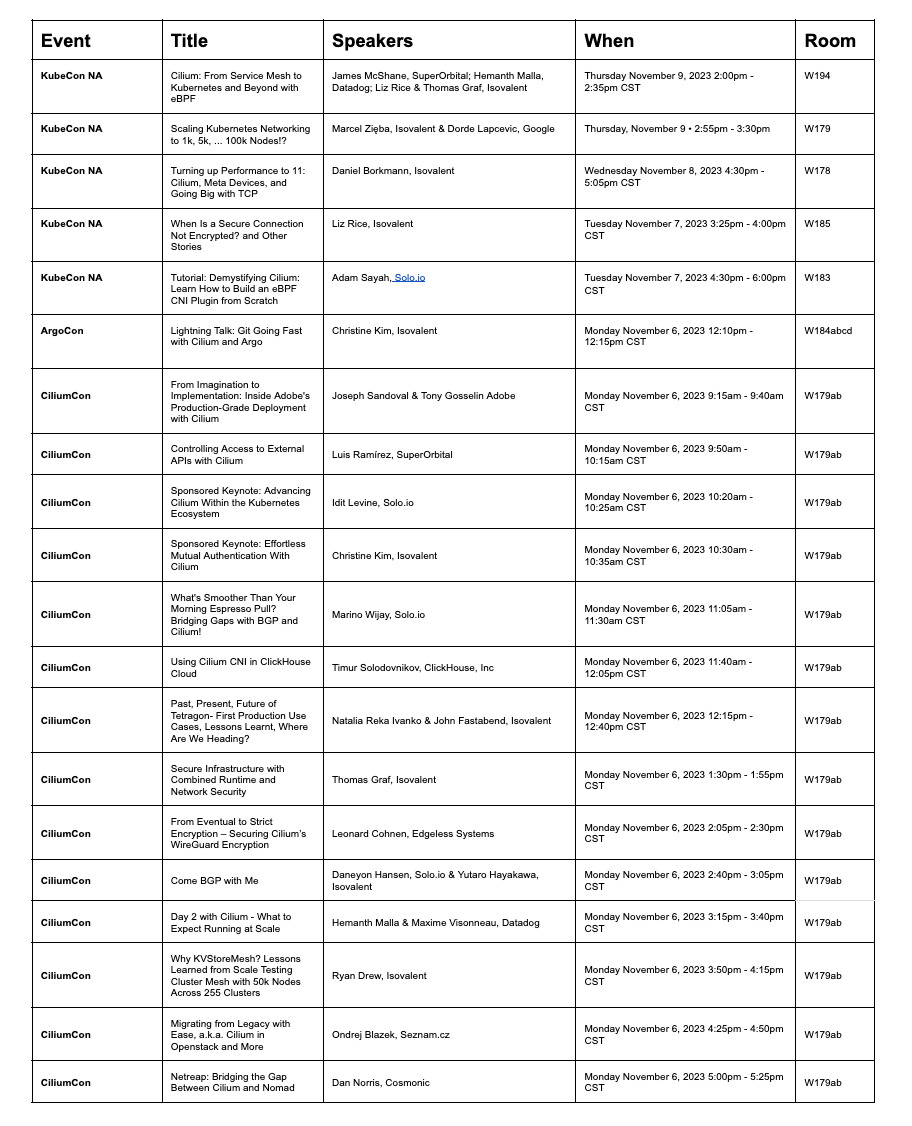 Event Title Speakers When Room
KubeCon NA
Cilium: From Service Mesh to
Kubernetes and Beyond with
eBPF
James McShane, SuperOrbital; Hemanth Malla,
Datadog; Liz Rice & Thomas Graf, Isovalent
Thursday November 9, 2023 2:00pm -
2:35pm CST
W194
KubeCon NA
Scaling Kubernetes Networking
to 1k, 5k, ... 100k Nodes!?
Marcel Zięba, Isovalent & Dorde Lapcevic, Google
Thursday, November 9 • 2:55pm - 3:30pm
W179
KubeCon NA
Turning up Performance to 11:
Cilium, Meta Devices, and
Going Big with TCP
Daniel Borkmann, Isovalent
Wednesday November 8, 2023 4:30pm -
5:05pm CST
W178
KubeCon NA
When Is a Secure Connection
Not Encrypted? and Other
Stories
Liz Rice, Isovalent
Tuesday November 7, 2023 3:25pm - 4:00pm
CST
W185
KubeCon NA
Tutorial: Demystifying Cilium:
Learn How to Build an eBPF
CNI Plugin from Scratch
Adam Sayah, Solo.io
Tuesday November 7, 2023 4:30pm - 6:00pm
CST
W183
ArgoCon
Lightning Talk: Git Going Fast
with Cilium and Argo
Christine Kim, Isovalent
Monday November 6, 2023 12:10pm -
12:15pm CST
W184abcd
CiliumCon
From Imagination to
Implementation: Inside Adobe's
Production-Grade Deployment
with Cilium
Joseph Sandoval & Tony Gosselin Adobe
Monday November 6, 2023 9:15am - 9:40am
CST
W179ab
CiliumCon
Controlling Access to External
APIs with Cilium
Luis Ramírez, SuperOrbital
Monday November 6, 2023 9:50am -
10:15am CST
W179ab
CiliumCon
Sponsored Keynote: Advancing
Cilium Within the Kubernetes
Ecosystem
Idit Levine, Solo.io
Monday November 6, 2023 10:20am -
10:25am CST
W179ab
CiliumCon
Sponsored Keynote: Effortless
Mutual Authentication With
Cilium
Christine Kim, Isovalent
Monday November 6, 2023 10:30am -
10:35am CST
W179ab
CiliumCon
What's Smoother Than Your
Morning Espresso Pull?
Bridging Gaps with BGP and
Cilium!
Marino Wijay, Solo.io
Monday November 6, 2023 11:05am -
11:30am CST
W179ab
CiliumCon
Using Cilium CNI in ClickHouse
Cloud
Timur Solodovnikov, ClickHouse, Inc
Monday November 6, 2023 11:40am -
12:05pm CST
W179ab
CiliumCon
Past, Present, Future of
Tetragon- First Production Use
Cases, Lessons Learnt, Where
Are We Heading?
Natalia Reka Ivanko & John Fastabend, Isovalent
Monday November 6, 2023 12:15pm -
12:40pm CST
W179ab
CiliumCon
Secure Infrastructure with
Combined Runtime and
Network Security
Thomas Graf, Isovalent
Monday November 6, 2023 1:30pm - 1:55pm
CST
W179ab
CiliumCon
From Eventual to Strict
Encryption – Securing Cilium's
WireGuard Encryption
Leonard Cohnen, Edgeless Systems
Monday November 6, 2023 2:05pm - 2:30pm
CST
W179ab
CiliumCon
Come BGP with Me
Daneyon Hansen, Solo.io & Yutaro Hayakawa,
Isovalent
Monday November 6, 2023 2:40pm - 3:05pm
CST
W179ab
CiliumCon
Day 2 with Cilium - What to
Expect Running at Scale
Hemanth Malla & Maxime Visonneau, Datadog
Monday November 6, 2023 3:15pm - 3:40pm
CST
W179ab
CiliumCon
Why KVStoreMesh? Lessons
Learned from Scale Testing
Cluster Mesh with 50k Nodes
Across 255 Clusters
Ryan Drew, Isovalent
Monday November 6, 2023 3:50pm - 4:15pm
CST
W179ab
CiliumCon
Migrating from Legacy with
Ease, a.k.a. Cilium in
Openstack and More
Ondrej Blazek, Seznam.cz
Monday November 6, 2023 4:25pm - 4:50pm
CST
W179ab
CiliumCon
Netreap: Bridging the Gap
Between Cilium and Nomad
Dan Norris, Cosmonic
Monday November 6, 2023 5:00pm - 5:25pm
CST
W179ab